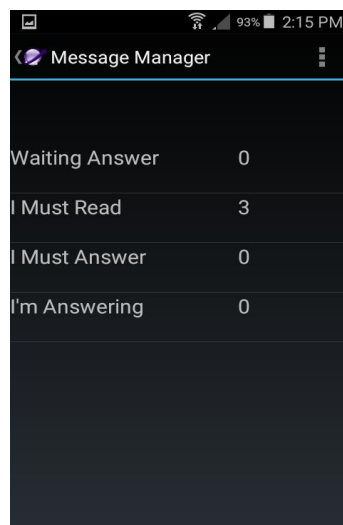 93% 2:15 PM
Message Manager
Waiting Answer 0
I Must Read 3
I Must Answer 0
I'm Answering 0